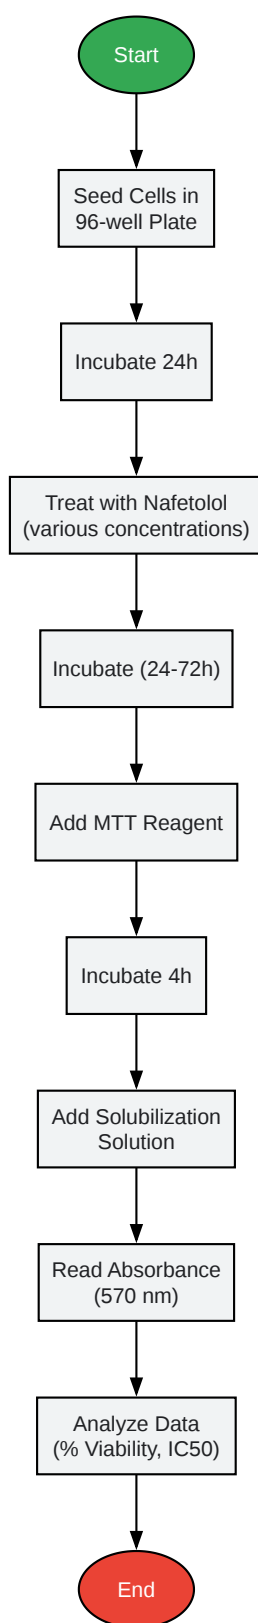 Start
Seed Cells in
96-well Plate
Incubate 24h
Treat with Nafetolol
(various concentrations)
Incubate (24-72h)
Add MTT Reagent
Incubate 4h
Add Solubilization
Solution
Read Absorbance
(570 nm)
Analyze Data
(% Viability, IC50)
End